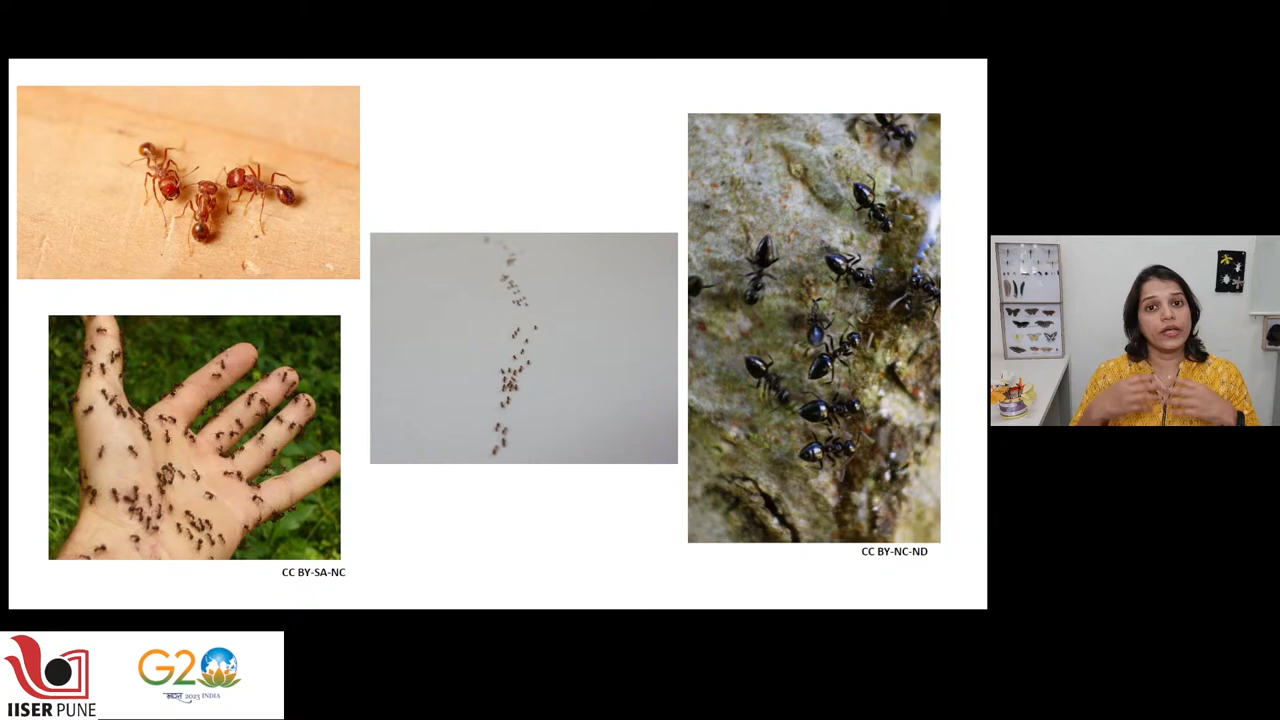 CC BY-SA-NC
CC BY-NC-ND
IISER PUNE
G20
भारत 2023 INDIA